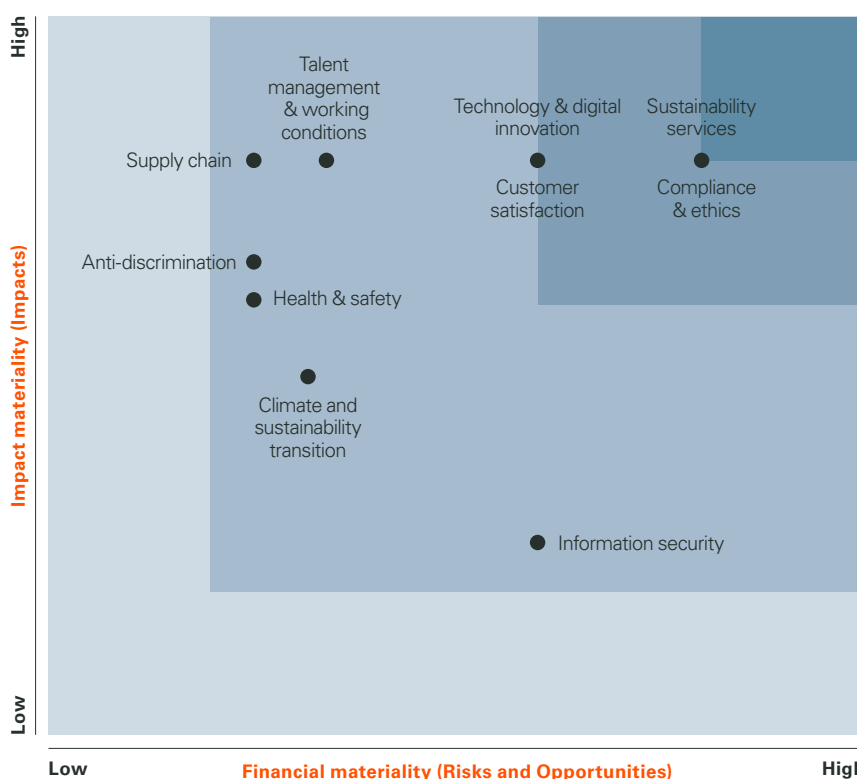 High
Talent
management
& working
conditions
Technology & digital
innovation
Sustainability
services
Supply chain
Customer
satisfaction
Compliance
& ethics
Anti-discrimination
Health & safety
Climate and
sustainability
transition
Information security
Impact materiality (Impacts)
Low
Low
Financial materiality (Risks and Opportunities)
High